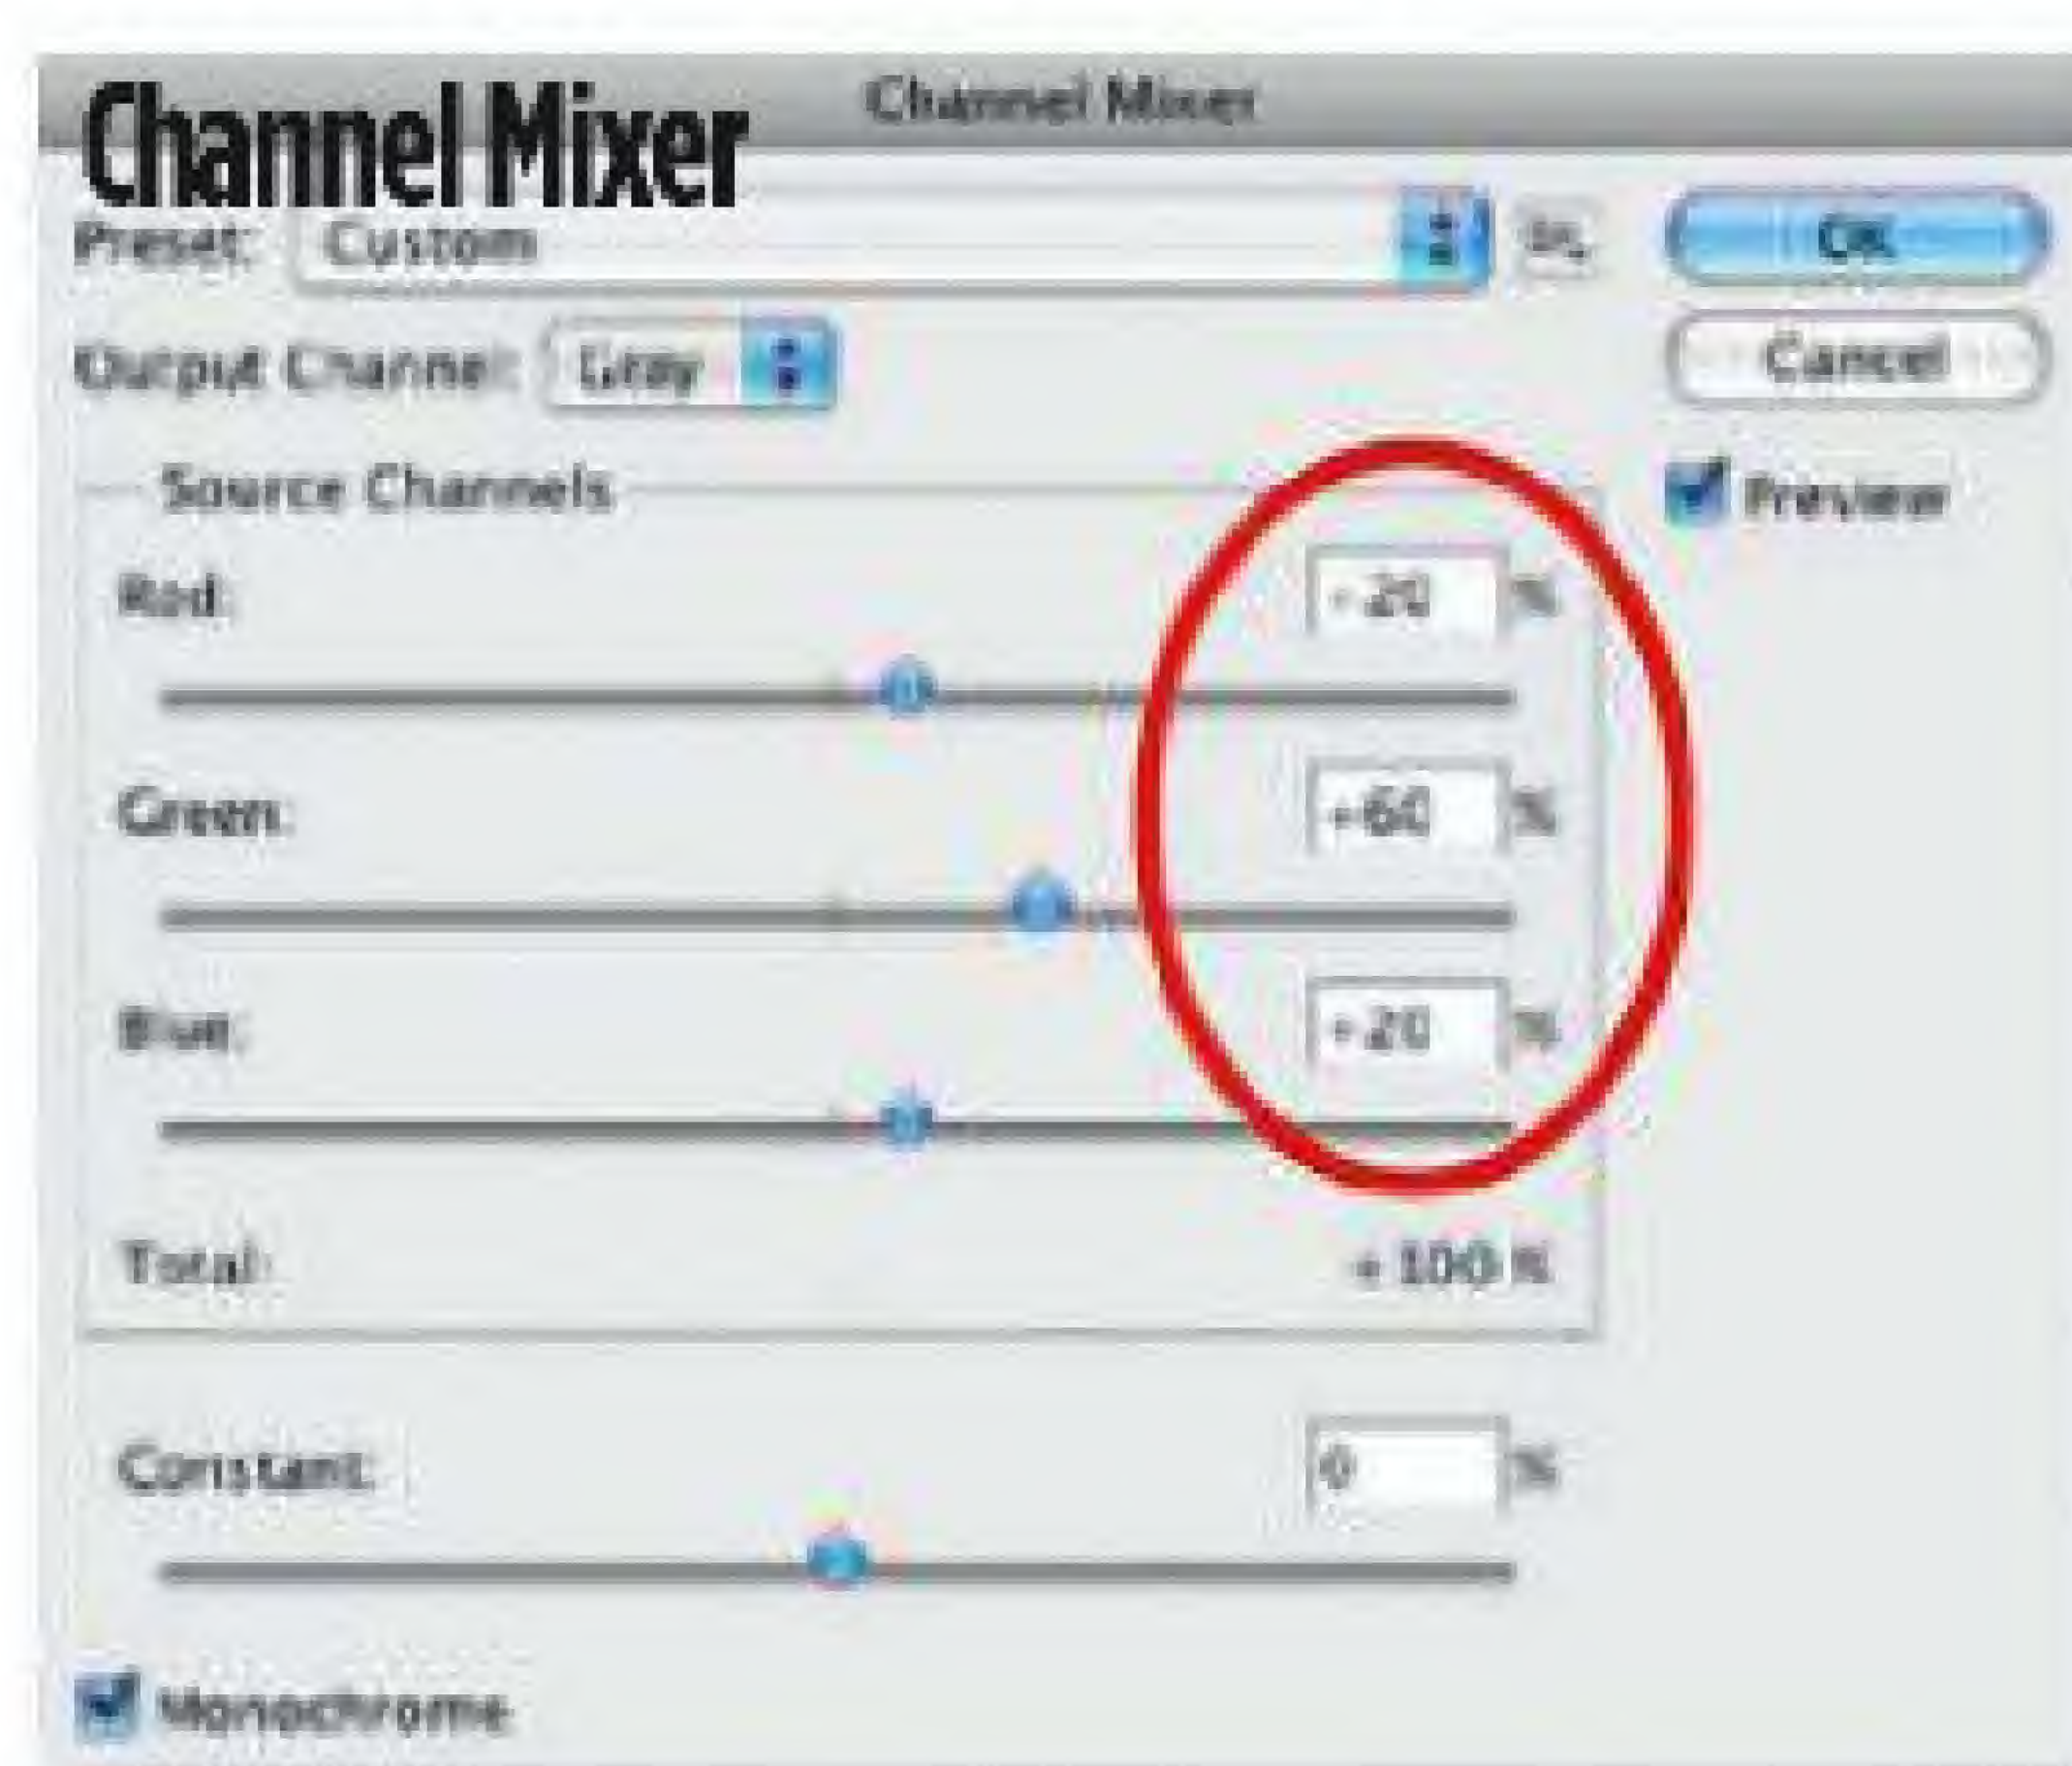 Channel Mixer
Channel Mixer
Preset: Custom
OK
Output Channel: Gray
Cancel
Source Channels
Preview
Red: +20 %
Green: +60 %
Blue: +20 %
Total: +100 %
Constant: 0 %
Monochrome